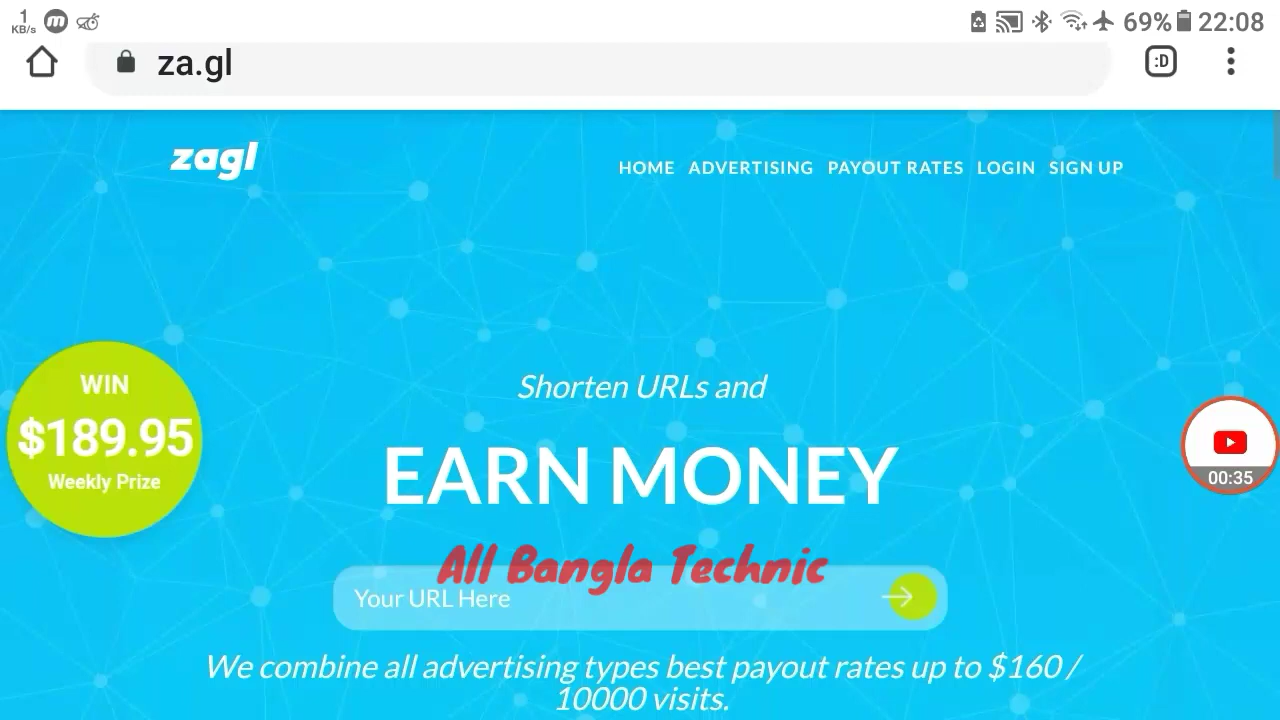 1
KB/s
69% 22:08
za.gl
:D
zagl
HOME ADVERTISING PAYOUT RATES LOGIN SIGN UP
Shorten URLs and
WIN
$189.95
Weekly Prize
EARN MONEY
00:35
All Bangla Technic
Your URL Here
We combine all advertising types best payout rates up to $160 /
10000 visits.